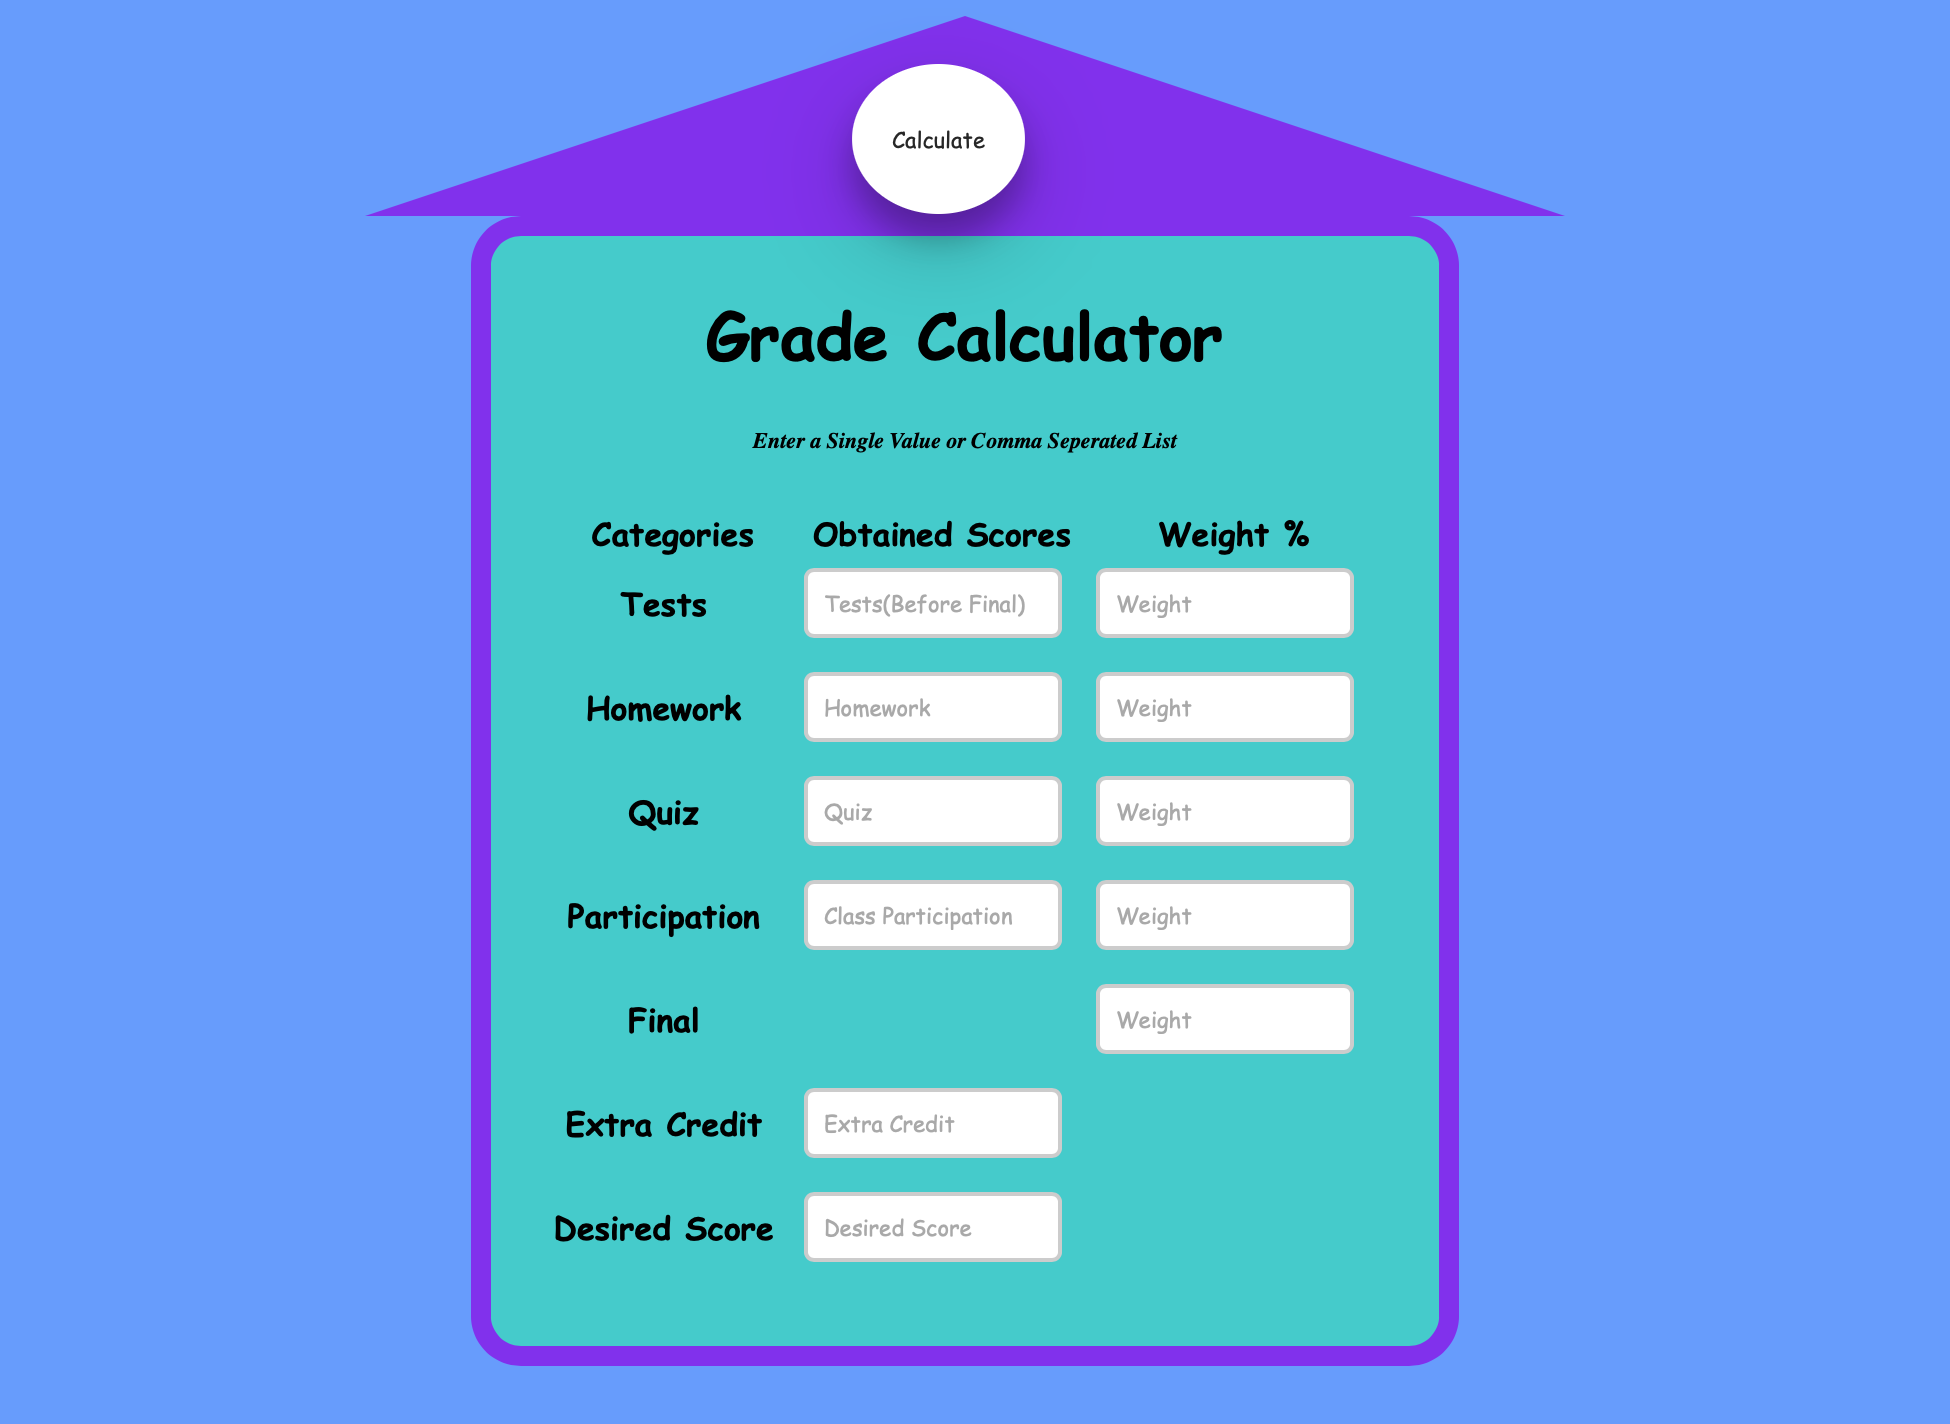 Calculate
Grade Calculator
Enter a Single Value or Comma Seperated List
Categories Obtained Scores Weight %
Tests Tests(Before Final) Weight
Homework Homework Weight
Quiz Quiz Weight
Participation Class Participation Weight
Final Weight
Extra Credit Extra Credit
Desired Score Desired Score